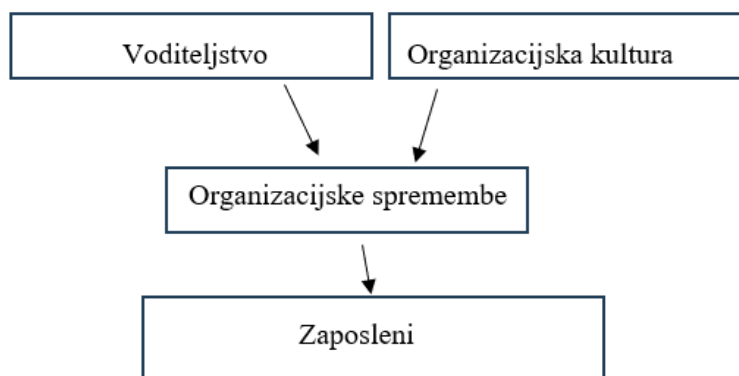 Voditeljstvo
Organizacijska kultura
Organizacijske spremembe
Zaposleni